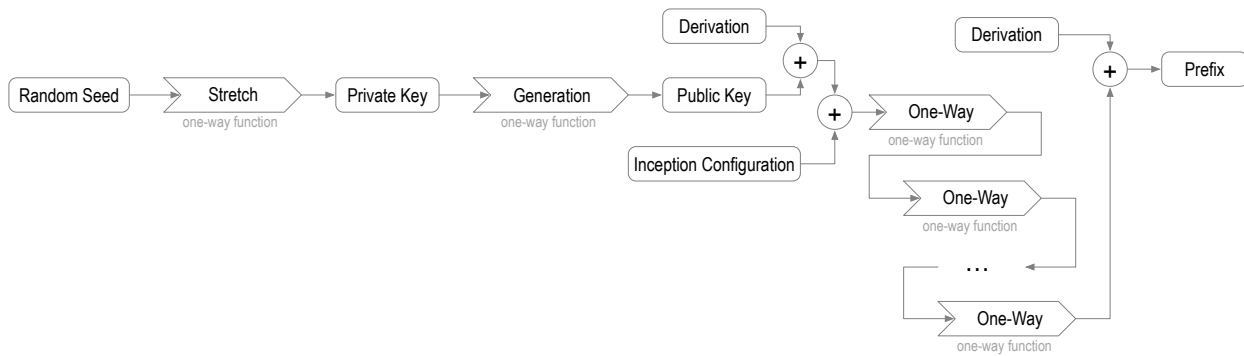 Derivation
Derivation
+
+
Prefix
Random Seed
Stretch
Private Key
Generation
Public Key
one-way function
one-way function
+
One-Way
one-way function
Inception Configuration
One-Way
one-way function
...
One-Way
one-way function